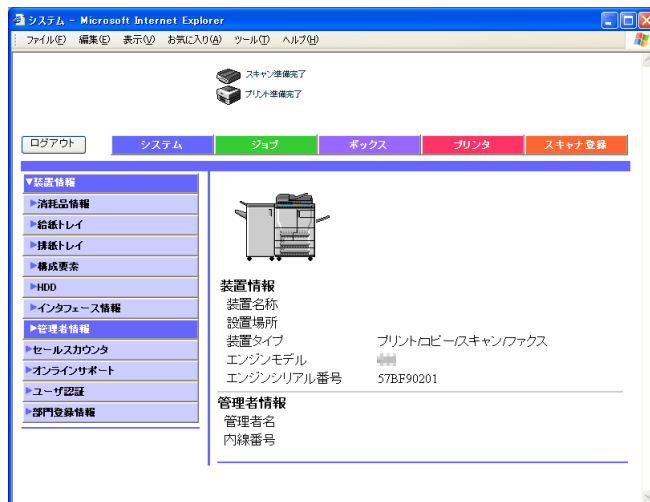 システム - Microsoft Internet Explorer
ファイル(F) 編集(E) 表示(V) お気に入り(A) ツール(T) ヘルプ(H)
スキャン準備完了
プリント準備完了
ログアウト システム ジョブ ボックス プリンタ スキャナ登録
▼装置情報
▶消耗品情報
▶給紙トレイ
▶排紙トレイ
▶構成要素
▶HDD
▶インタフェース情報
▶管理者情報
▶セールスカウンタ
▶オンラインサポート
▶ユーザ認証
▶部門登録情報
装置情報
装置名称
設置場所
装置タイプ プリント/コピー/スキャン/ファクス
エンジンモデル
エンジンシリアル番号 57BF90201
管理者情報
管理者名
内線番号